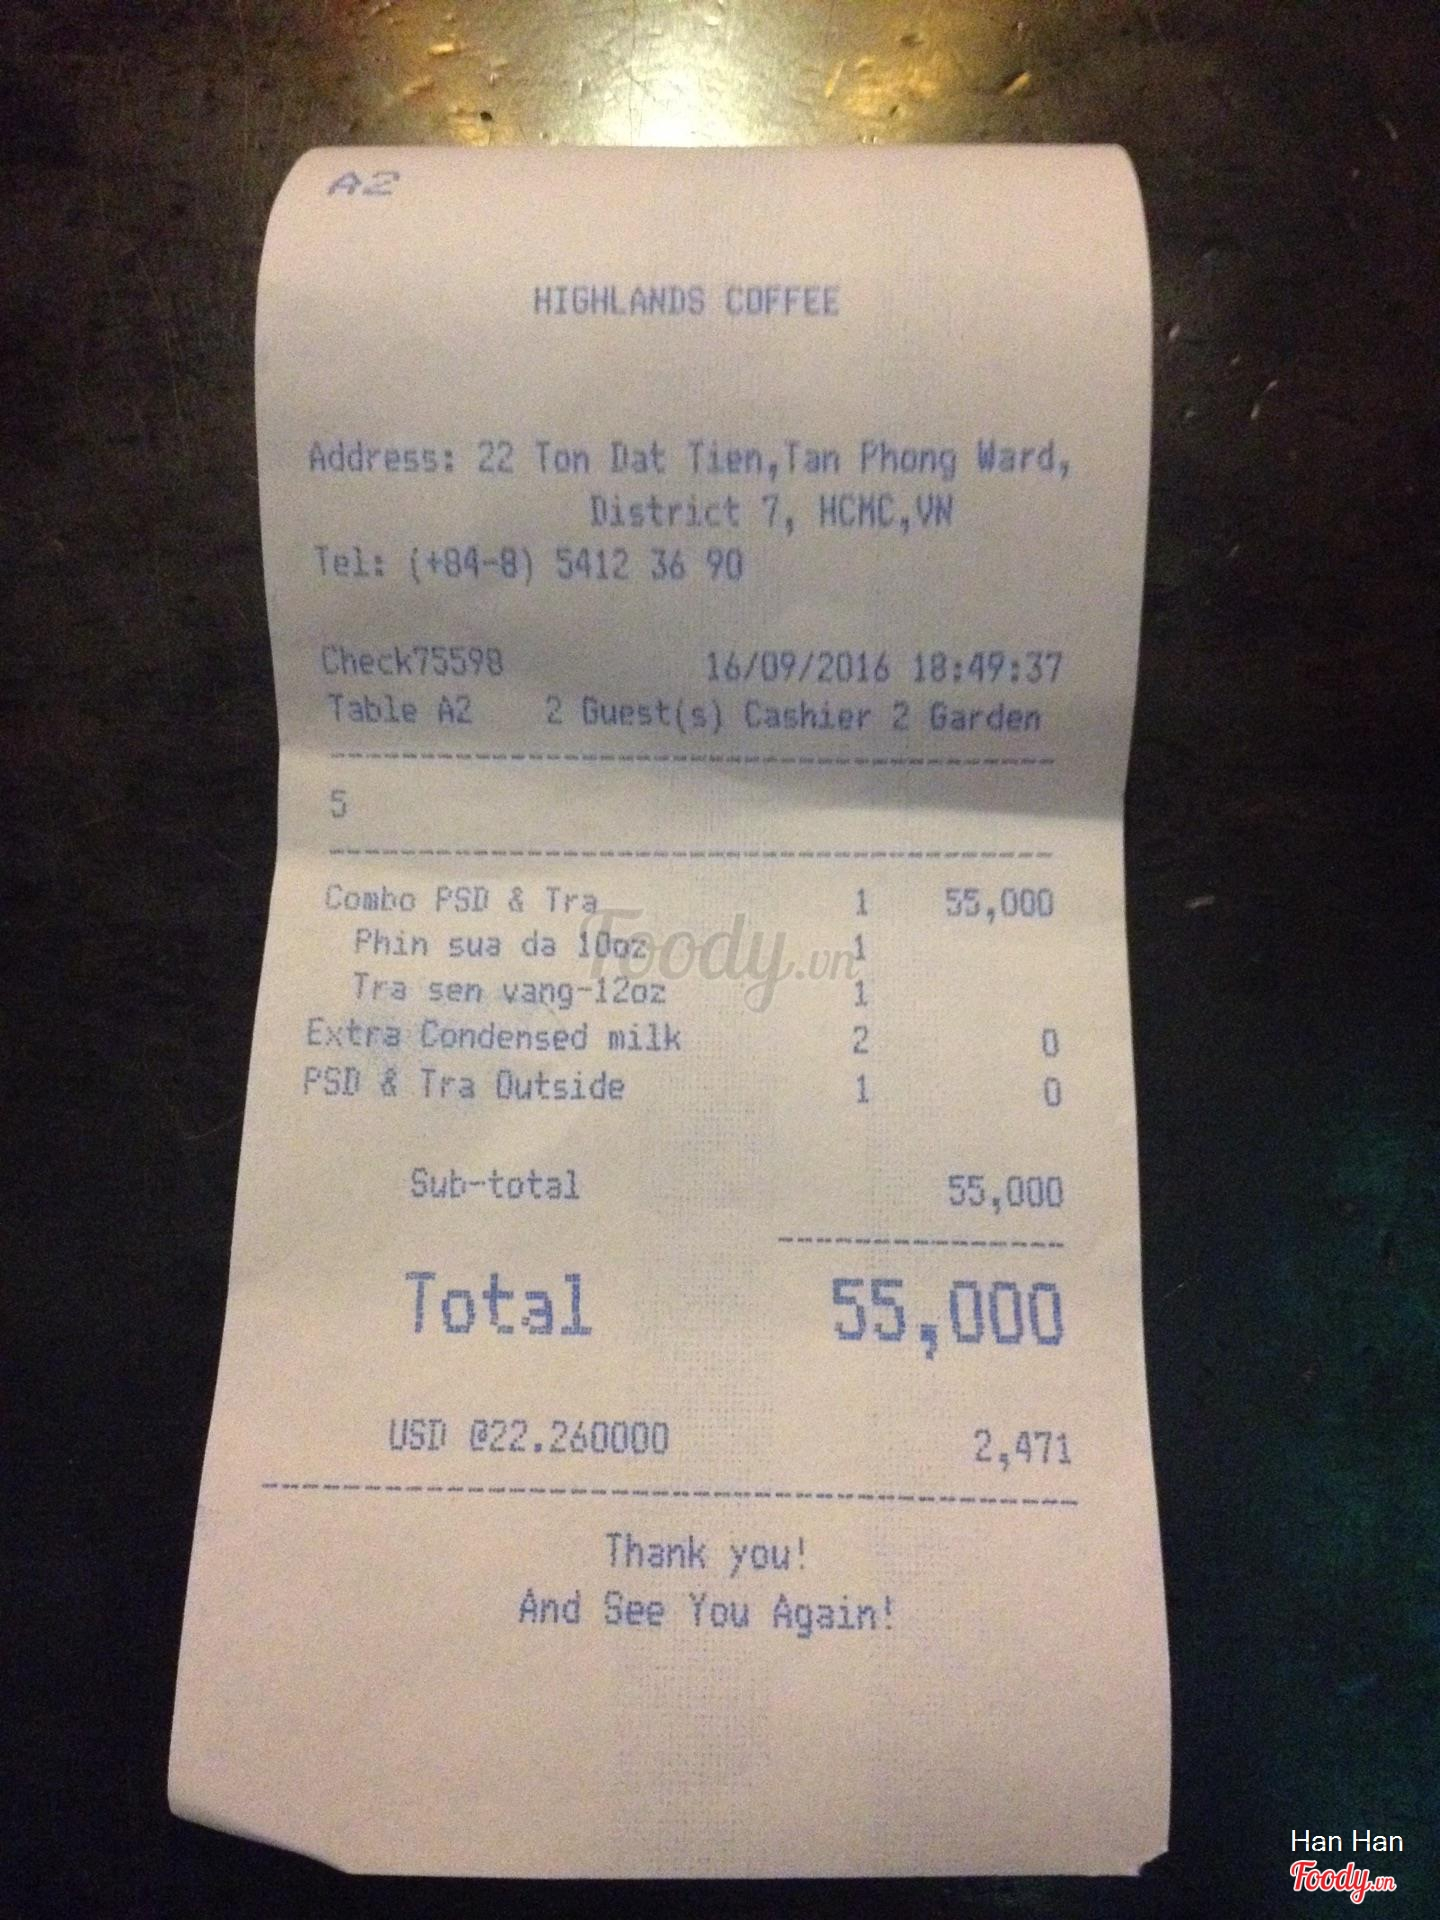 A2
HIGHLANDS COFFEE
Address: 22 Ton Dat Tien,Tan Phong Ward,
District 7, HCMC,VN
Tel: (+84-8) 5412 36 90
Check75598 16/09/2016 18:49:37
Table A2 2 Guest(s) Cashier 2 Garden
5
Combo PSD & Tra 1 55,000
Phin sua da 10oz 1
Tra sen vang-12oz 1
Extra Condensed milk 2 0
PSD & Tra Outside 1 0
Sub-total 55,000
Total 55,000
USD @22.260000 2,471
Thank you!
And See You Again!
Foody.vn
Han Han
Foody.vn